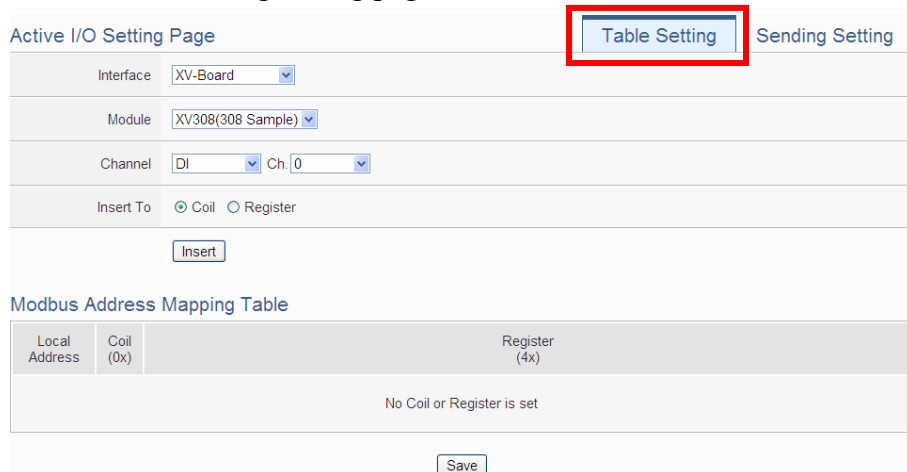 Active I/O Setting Page Table Setting Sending Setting
Interface XV-Board
Module XV308(308 Sample)
Channel DI Ch. 0
Insert To Coil Register
Insert
Modbus Address Mapping Table
Local Address Coil (0x) Register (4x)
No Coil or Register is set
Save